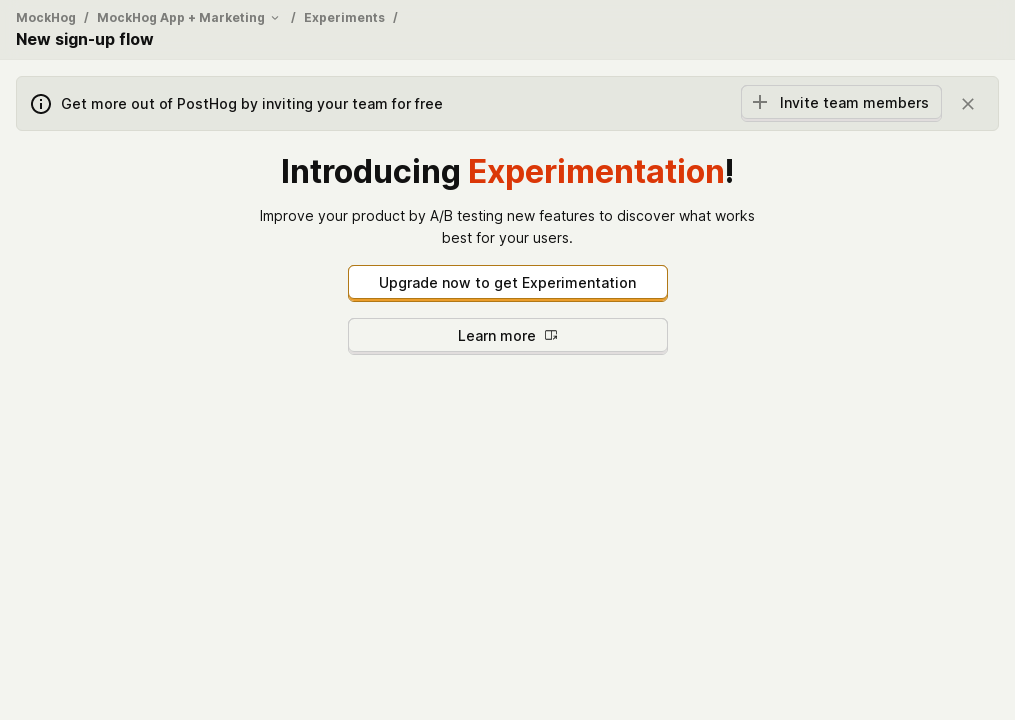 MockHog / MockHog App + Marketing / Experiments /
New sign-up flow
Get more out of PostHog by inviting your team for free
Invite team members
Introducing Experimentation!
Improve your product by A/B testing new features to discover what works
best for your users.
Upgrade now to get Experimentation
Learn more